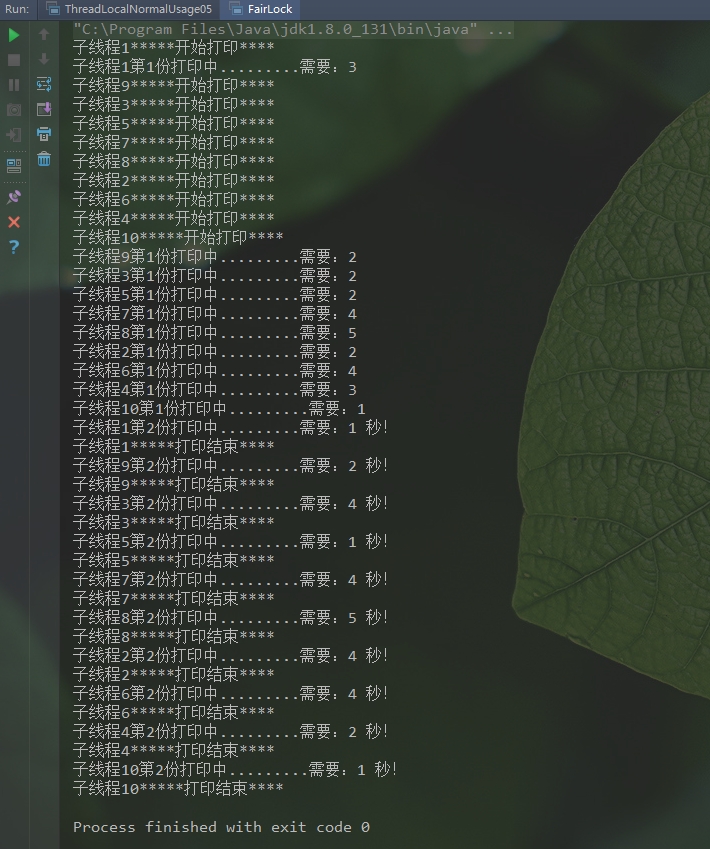 Run: ThreadLocalNormalUsage05 FairLock
"C:\Program Files\Java\jdk1.8.0_131\bin\java" ...
子线程1*****开始打印****
子线程1第1份打印中.........需要：3
子线程9*****开始打印****
子线程3*****开始打印****
子线程5*****开始打印****
子线程7*****开始打印****
子线程8*****开始打印****
子线程2*****开始打印****
子线程6*****开始打印****
子线程4*****开始打印****
子线程10*****开始打印****
子线程9第1份打印中.........需要：2
子线程3第1份打印中.........需要：2
子线程5第1份打印中.........需要：2
子线程7第1份打印中.........需要：4
子线程8第1份打印中.........需要：5
子线程2第1份打印中.........需要：2
子线程6第1份打印中.........需要：4
子线程4第1份打印中.........需要：3
子线程10第1份打印中.........需要：1
子线程1第2份打印中.........需要：1 秒!
子线程1*****打印结束****
子线程9第2份打印中.........需要：2 秒!
子线程9*****打印结束****
子线程3第2份打印中.........需要：4 秒!
子线程3*****打印结束****
子线程5第2份打印中.........需要：1 秒!
子线程5*****打印结束****
子线程7第2份打印中.........需要：4 秒!
子线程7*****打印结束****
子线程8第2份打印中.........需要：5 秒!
子线程8*****打印结束****
子线程2第2份打印中.........需要：4 秒!
子线程2*****打印结束****
子线程6第2份打印中.........需要：4 秒!
子线程6*****打印结束****
子线程4第2份打印中.........需要：2 秒!
子线程4*****打印结束****
子线程10第2份打印中.........需要：1 秒!
子线程10*****打印结束****
Process finished with exit code 0